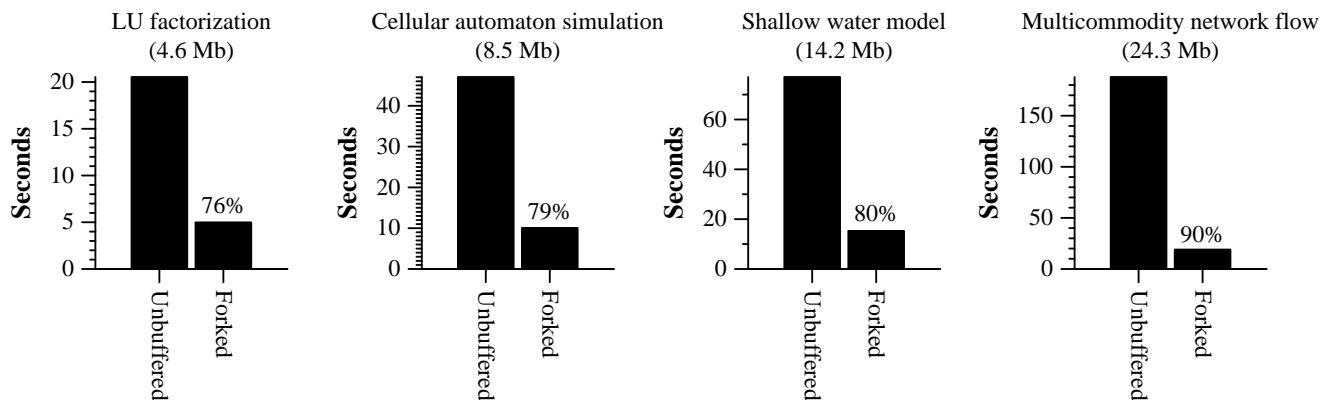 LU factorization
(4.6 Mb)
Seconds
20
15
10
5
0
76%
Unbuffered
Forked
Cellular automaton simulation
(8.5 Mb)
Seconds
40
30
20
10
0
79%
Unbuffered
Forked
Shallow water model
(14.2 Mb)
Seconds
60
40
20
0
80%
Unbuffered
Forked
Multicommodity network flow
(24.3 Mb)
Seconds
150
100
50
0
90%
Unbuffered
Forked